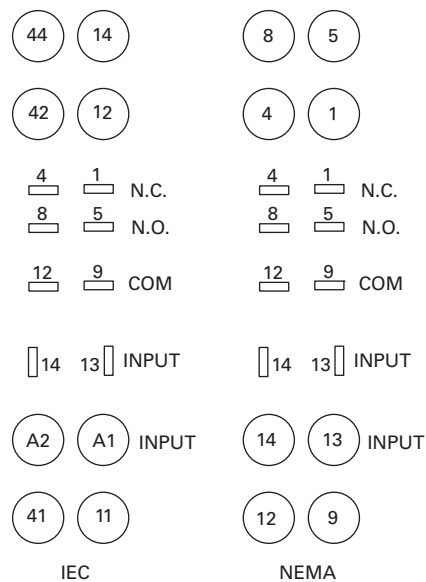 44 14 8 5
42 12 4 1
4 1 N.C. 4 1 N.C.
8 5 N.O. 8 5 N.O.
12 9 COM 12 9 COM
14 13 INPUT 14 13 INPUT
A2 A1 INPUT 14 13 INPUT
41 11 12 9
IEC NEMA